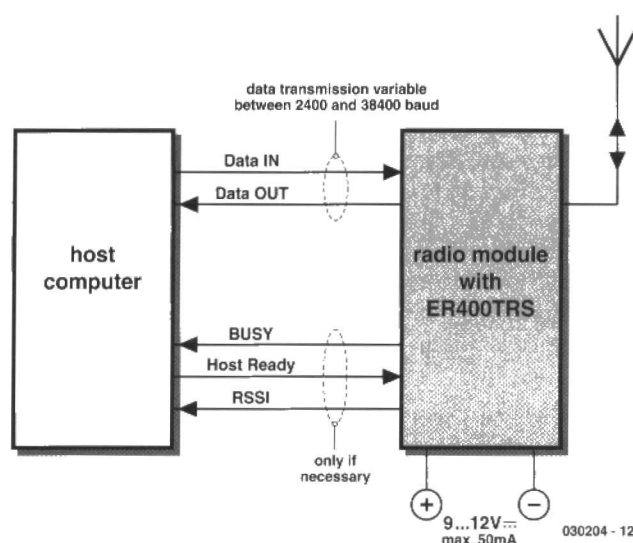 data transmission variable
between 2400 and 38400 baud
Data IN
Data OUT
host
computer
radio module
with
ER400TRS
BUSY
Host Ready
RSSI
only if
necessary
+
−
9...12V⎓
max. 50mA
030204 - 12